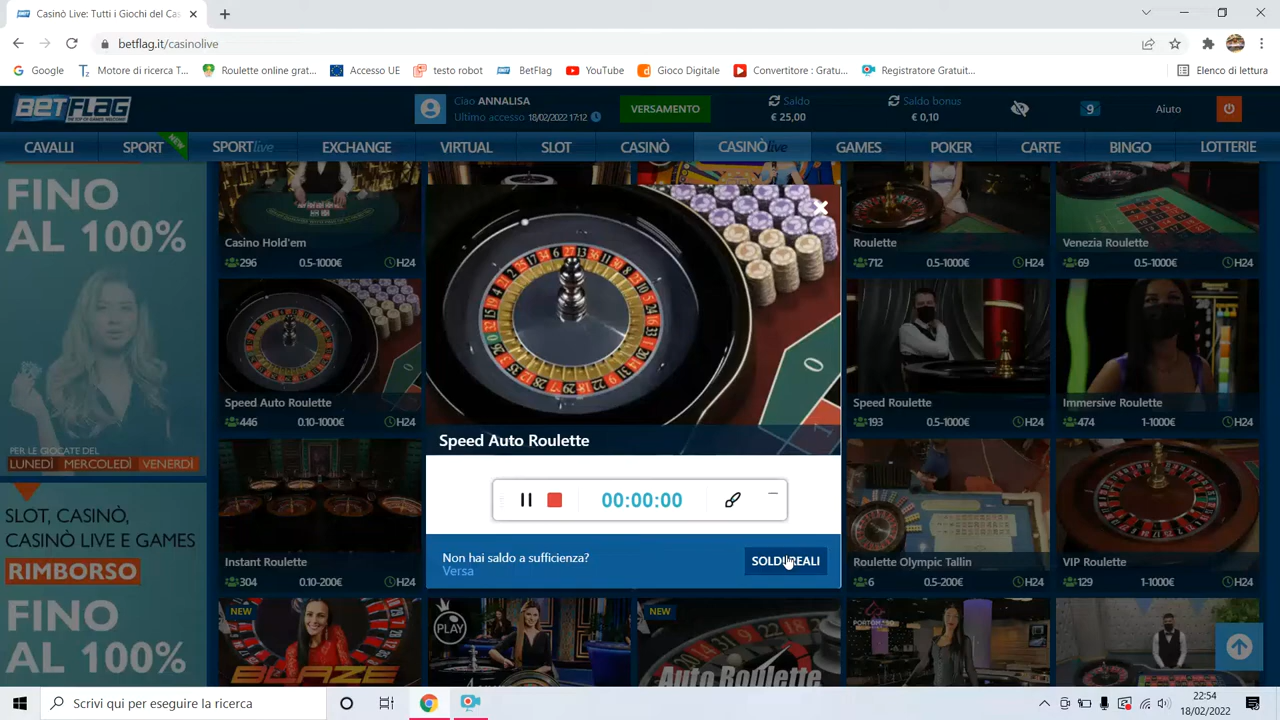 Casinò Live: Tutti i Giochi del Cas
betflag.it/casinolive
Google
Motore di ricerca T...
Roulette online grat...
Accesso UE
testo robot
BetFlag
YouTube
Gioco Digitale
Convertitore : Gratu...
Registratore Gratuit...
Elenco di lettura
BETFLAG
Ciao ANNALISA
Ultimo accesso 18/02/2022 17:12
VERSAMENTO
Saldo
€ 25,00
Saldo bonus
€ 0,10
9
Aiuto
CAVALLI
SPORT
NEW
SPORTlive
EXCHANGE
VIRTUAL
SLOT
CASINÒ
CASINÒlive
GAMES
POKER
CARTE
BINGO
LOTTERIE
FINO
AL 100%
PER LE GIOCATE DEL
LUNEDÌ MERCOLEDÌ VENERDÌ
SLOT, CASINÒ,
CASINÒ LIVE E GAMES
RIMBORSO
FINO
AL 100%
Casino Hold'em
296 0.5-1000€ H24
Roulette
712 0.5-1000€ H24
Venezia Roulette
69 0.5-1000€ H24
Speed Auto Roulette
446 0.10-1000€ H24
Speed Roulette
193 0.5-1000€ H24
Immersive Roulette
474 1-1000€ H24
Speed Auto Roulette
00:00:00
Non hai saldo a sufficienza?
Versa
SOLDI REALI
Instant Roulette
304 0.10-200€ H24
Roulette Olympic Tallin
6 0.5-200€ H24
VIP Roulette
129 1-1000€ H24
NEW
BLAZE
PLAY
NEW
Auto Roulette
Scrivi qui per eseguire la ricerca
22:54
18/02/2022